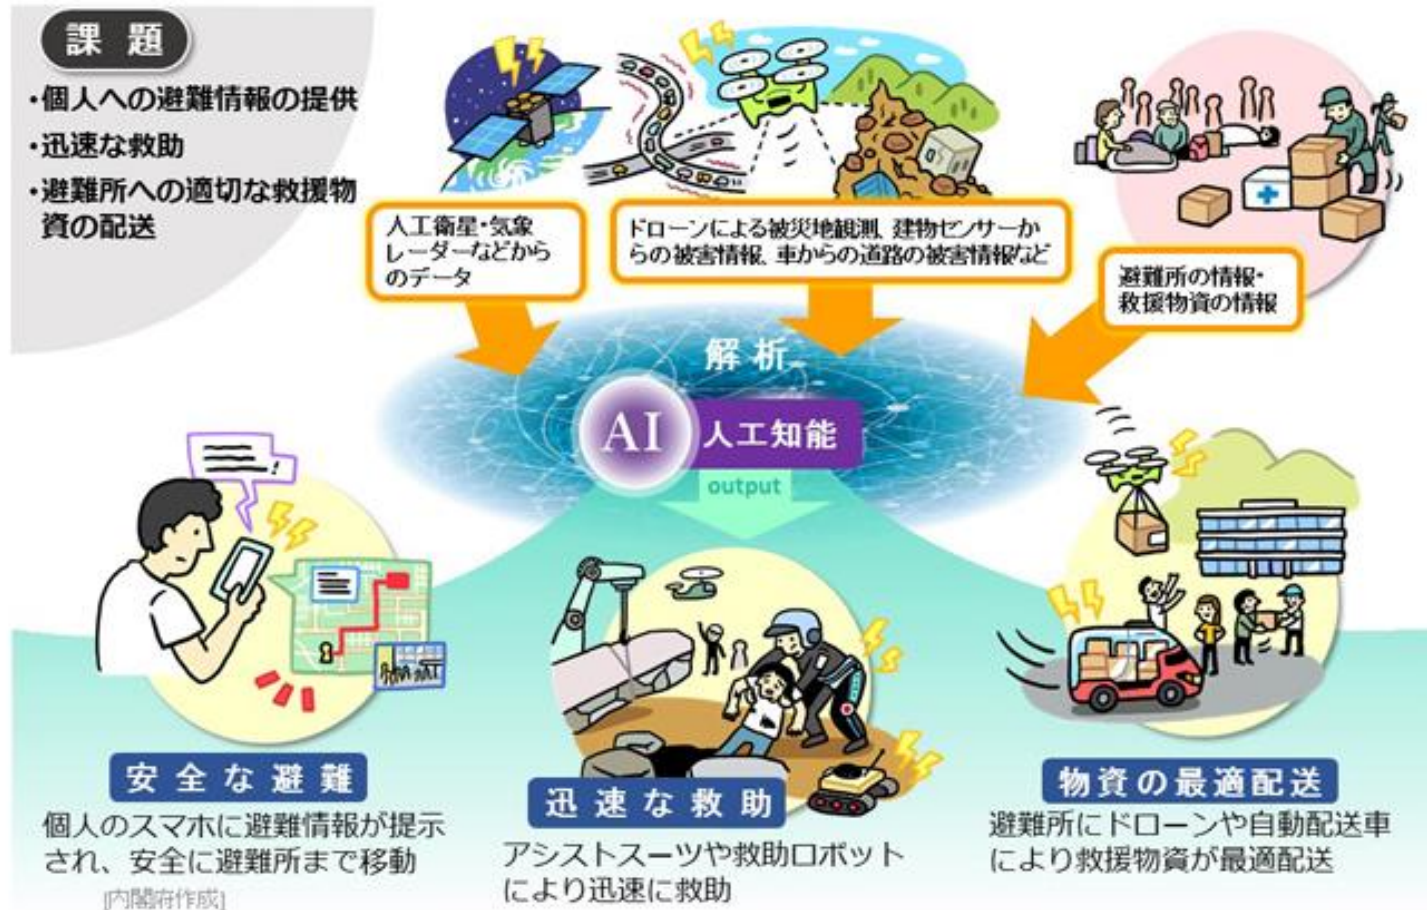 課題
・個人への避難情報の提供
・迅速な救助
・避難所への適切な救援物
資の配送
人工衛星・気象
レーダーなどから
のデータ
ドローンによる被災地観測、建物センサーか
らの被害情報、車からの道路の被害情報など
避難所の情報・
救援物資の情報
解析
AI 人工知能
output
安全な避難
個人のスマホに避難情報が提示
され、安全に避難所まで移動
[内閣府作成]
迅速な救助
アシストスーツや救助ロボット
により迅速に救助
物資の最適配送
避難所にドローンや自動配送車
により救援物資が最適配送